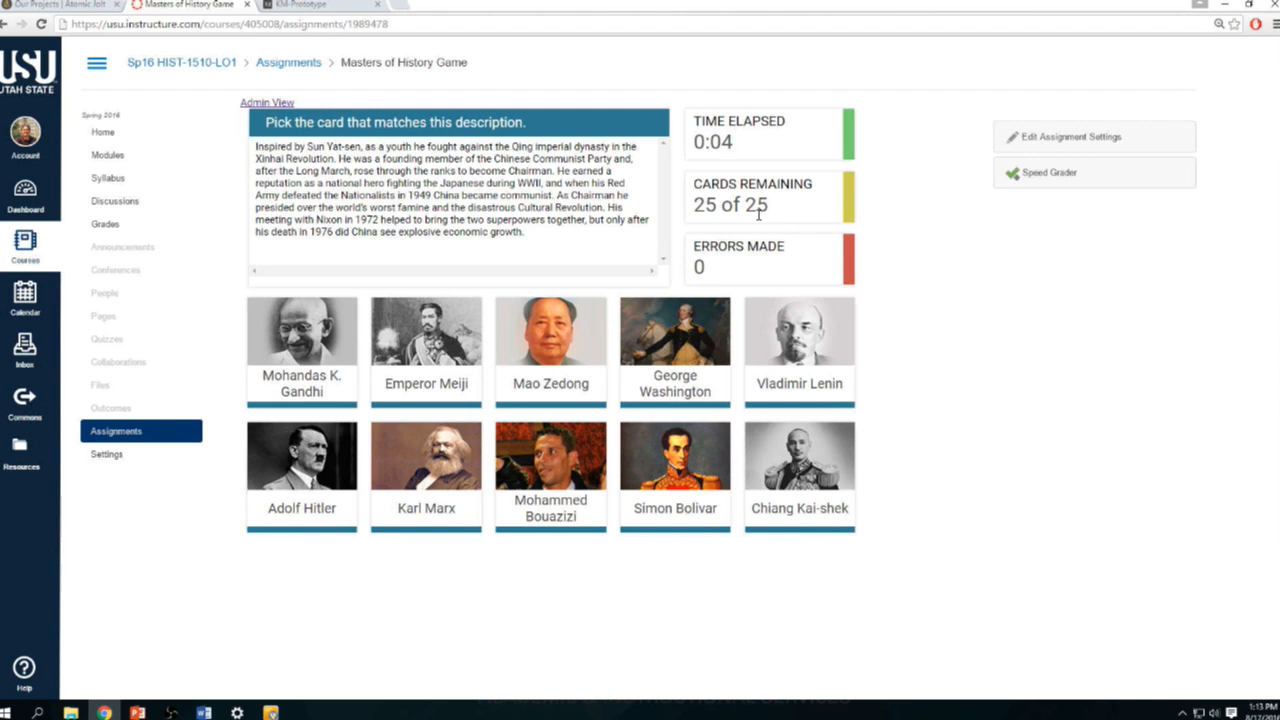 Our Projects | Atomic Jolt
Masters of History Game
KM-Prototype
https://usu.instructure.com/courses/405008/assignments/1989478
USU
UTAH STATE
Account
Dashboard
Courses
Calendar
Inbox
Commons
Resources
Help
Sp16 HIST-1510-LO1 > Assignments > Masters of History Game
Spring 2016
Home
Modules
Syllabus
Discussions
Grades
Announcements
Conferences
People
Pages
Quizzes
Collaborations
Files
Outcomes
Assignments
Settings
Admin View
Pick the card that matches this description.
Inspired by Sun Yat-sen, as a youth he fought against the Qing imperial dynasty in the
Xinhai Revolution. He was a founding member of the Chinese Communist Party and,
after the Long March, rose through the ranks to become Chairman. He earned a
reputation as a national hero fighting the Japanese during WWII, and when his Red
Army defeated the Nationalists in 1949 China became communist. As Chairman he
presided over the world's worst famine and the disastrous Cultural Revolution. His
meeting with Nixon in 1972 helped to bring the two superpowers together, but only after
his death in 1976 did China see explosive economic growth.
TIME ELAPSED
0:04
CARDS REMAINING
25 of 25
ERRORS MADE
0
Edit Assignment Settings
Speed Grader
Mohandas K.
Gandhi
Emperor Meiji
Mao Zedong
George
Washington
Vladimir Lenin
Adolf Hitler
Karl Marx
Mohammed
Bouazizi
Simon Bolivar
Chiang Kai-shek
1:13 PM